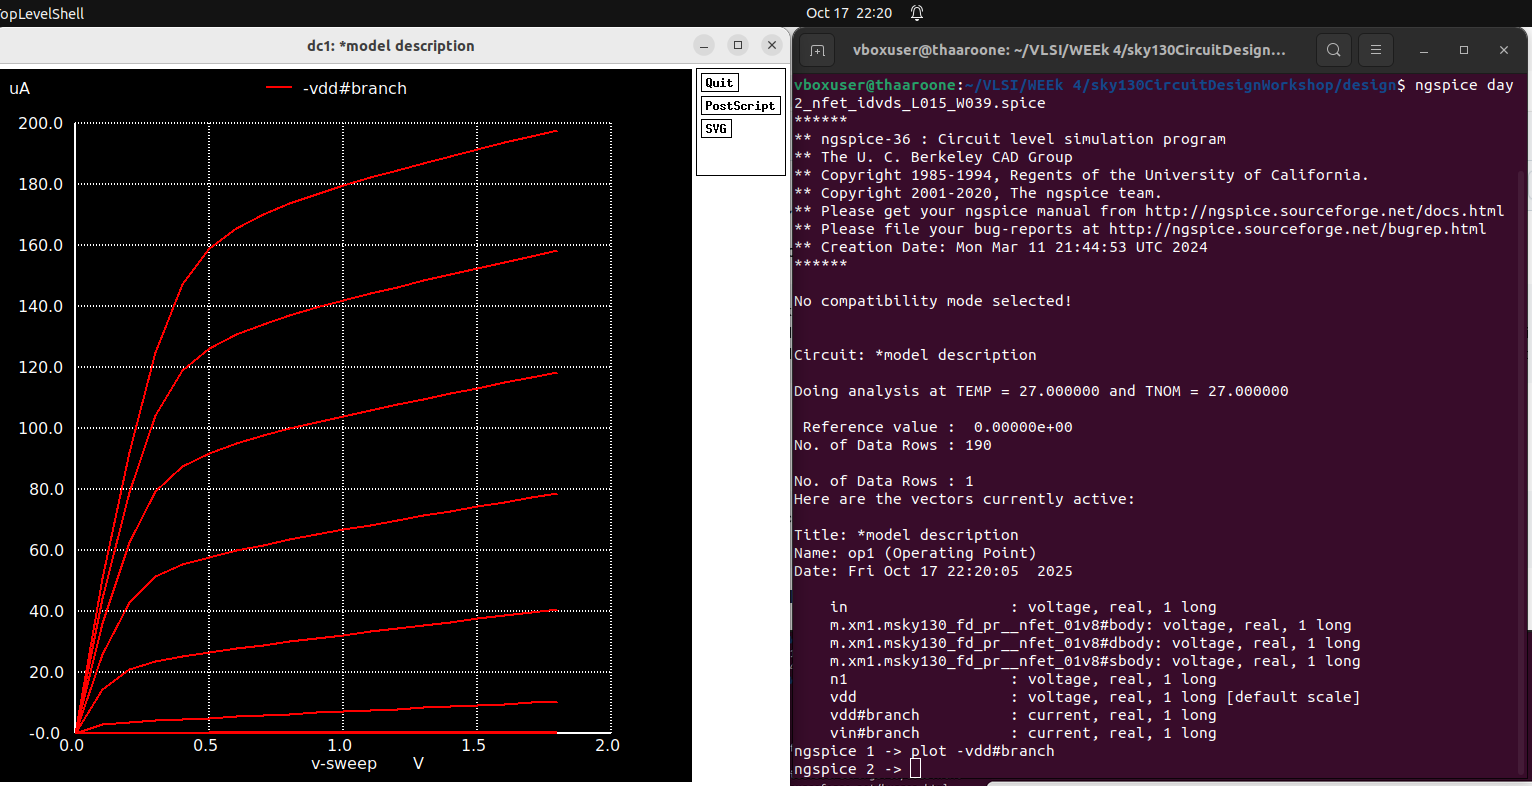 opLevelShell
Oct 17 22:20
dc1: *model description
uA
-vdd#branch
200.0
180.0
160.0
140.0
120.0
100.0
80.0
60.0
40.0
20.0
-0.0
0.0 0.5 1.0 1.5 2.0
v-sweep V
Quit
PostScript
SVG
vboxuser@thaaroone: ~/VLSI/WEEk 4/sky130CircuitDesign...
vboxuser@thaaroone:~/VLSI/WEEk 4/sky130CircuitDesignWorkshop/design$ ngspice day
2_nfet_idvds_L015_W039.spice
******
** ngspice-36 : Circuit level simulation program
** The U. C. Berkeley CAD Group
** Copyright 1985-1994, Regents of the University of California.
** Copyright 2001-2020, The ngspice team.
** Please get your ngspice manual from http://ngspice.sourceforge.net/docs.html
** Please file your bug-reports at http://ngspice.sourceforge.net/bugrep.html
** Creation Date: Mon Mar 11 21:44:53 UTC 2024
******
No compatibility mode selected!
Circuit: *model description
Doing analysis at TEMP = 27.000000 and TNOM = 27.000000
Reference value : 0.00000e+00
No. of Data Rows : 190
No. of Data Rows : 1
Here are the vectors currently active:
Title: *model description
Name: op1 (Operating Point)
Date: Fri Oct 17 22:20:05 2025
in : voltage, real, 1 long
m.xm1.msky130_fd_pr__nfet_01v8#body: voltage, real, 1 long
m.xm1.msky130_fd_pr__nfet_01v8#dbody: voltage, real, 1 long
m.xm1.msky130_fd_pr__nfet_01v8#sbody: voltage, real, 1 long
n1 : voltage, real, 1 long
vdd : voltage, real, 1 long [default scale]
vdd#branch : current, real, 1 long
vin#branch : current, real, 1 long
ngspice 1 -> plot -vdd#branch
ngspice 2 ->